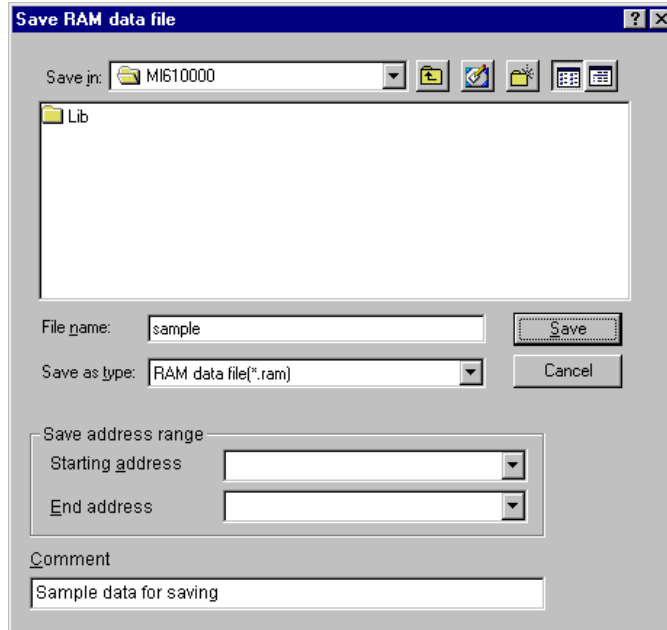 Save RAM data file
Save in: MI610000
Lib
File name: sample Save
Save as type: RAM data file(*.ram) Cancel
Save address range
Starting address
End address
Comment
Sample data for saving